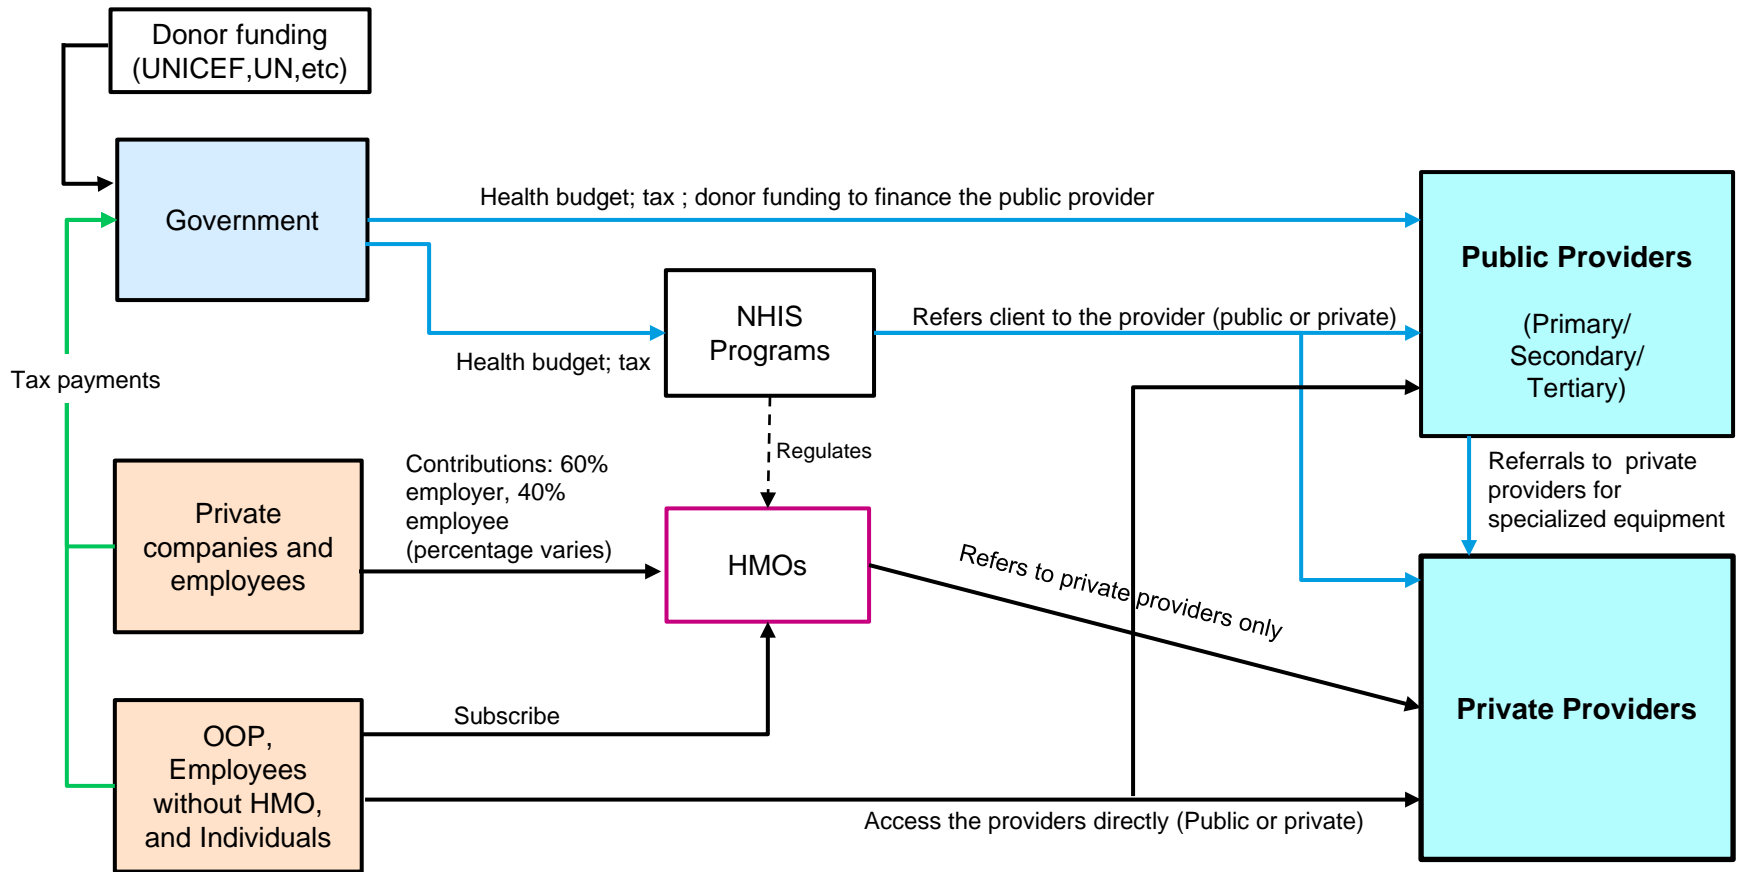 Donor funding
(UNICEF,UN,etc)
Government
Health budget; tax ; donor funding to finance the public provider
Public Providers
(Primary/
Secondary/
Tertiary)
NHIS
Programs
Refers client to the provider (public or private)
Health budget; tax
Tax payments
Regulates
Contributions: 60%
employer, 40%
employee
(percentage varies)
Private
companies and
employees
HMOs
Referrals to  private
providers for
specialized equipment
Refers to private providers only
Private Providers
Subscribe
OOP,
Employees
without HMO,
and Individuals
Access the providers directly (Public or private)